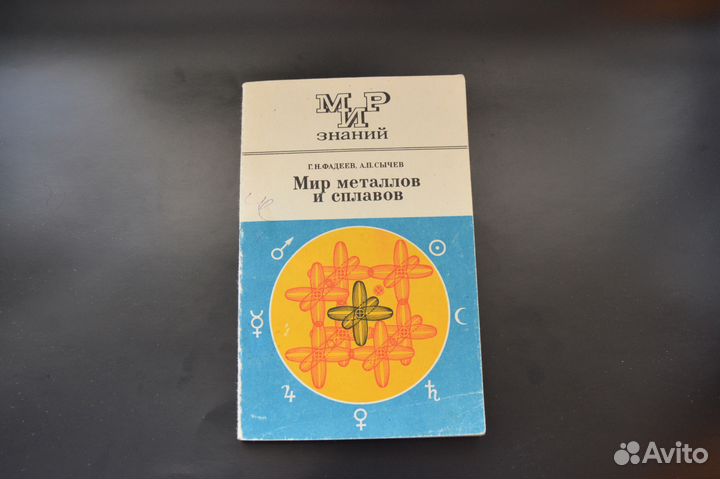 МИР
знаний
Г.Н.ФАДЕЕВ, А.П.СЫЧЕВ
Мир металлов
и сплавов
Avito